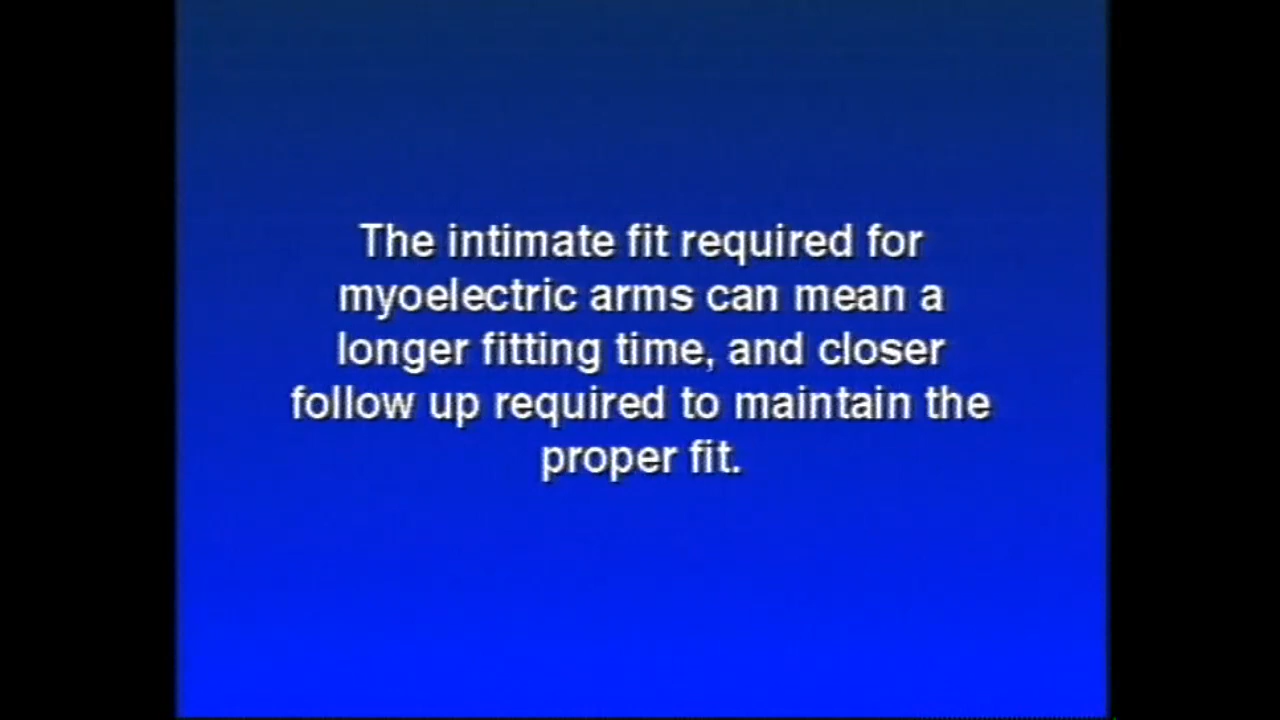 The intimate fit required for
myoelectric arms can mean a
longer fitting time, and closer
follow up required to maintain the
proper fit.